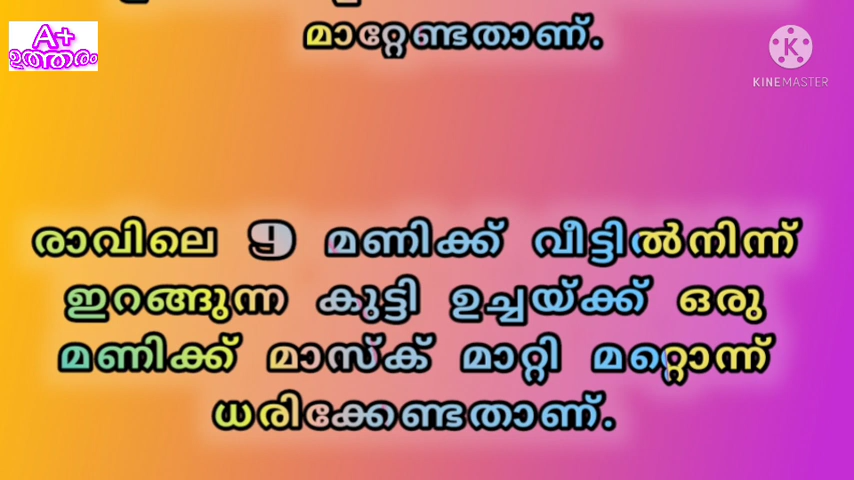 മാറ്റേണ്ടതാണ്.
A+
ഉത്തരം
KINEMASTER
രാവിലെ 9 മണിക്ക് വീട്ടിൽനിന്ന്
ഇറങ്ങുന്ന കുട്ടി ഉച്ചയ്ക്ക് ഒരു
മണിക്ക് മാസ്ക് മാറ്റി മറ്റൊന്ന്
ധരിക്കേണ്ടതാണ്.